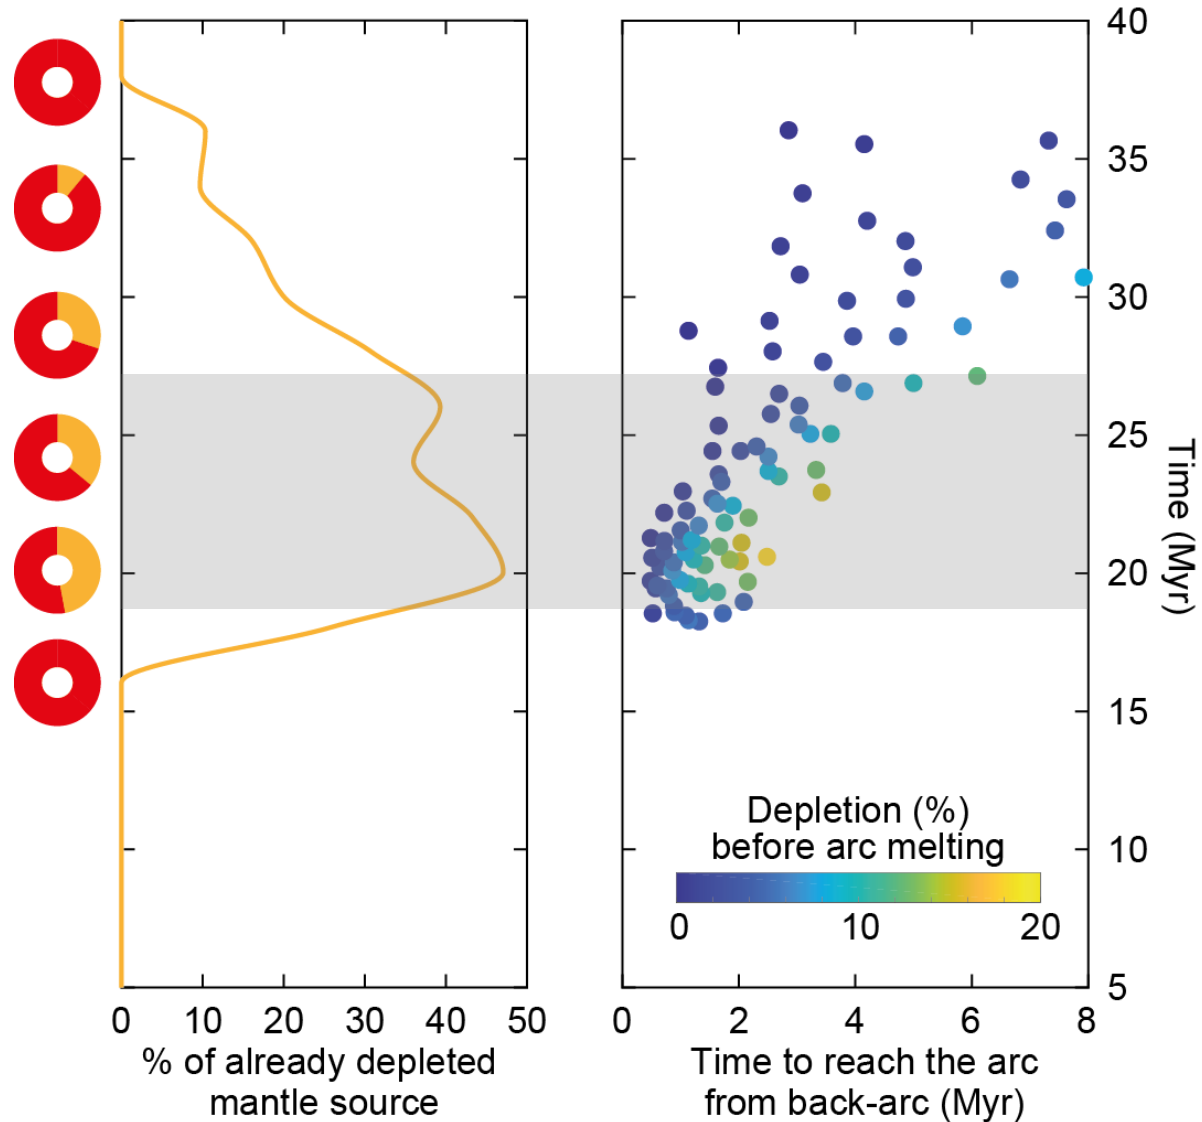 40
35
30
25
20
15
10
5
Time (Myr)
Depletion (%)
before arc melting
0 10 20
0 10 20 30 40 50
% of already depleted
mantle source
0 2 4 6 8
Time to reach the arc
from back-arc (Myr)